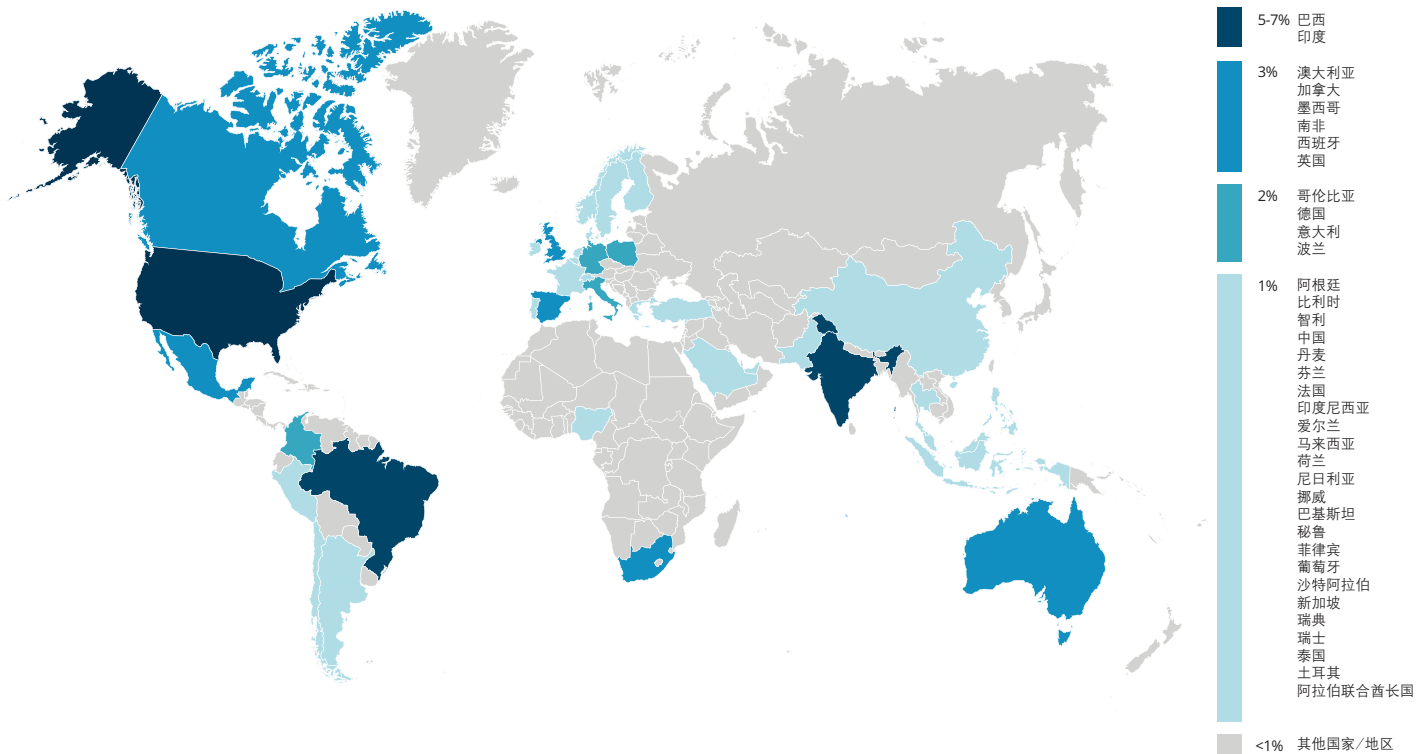 5-7% 巴西
印度
3% 澳大利亚
加拿大
墨西哥
南非
西班牙
英国
2% 哥伦比亚
德国
意大利
波兰
1% 阿根廷
比利时
智利
中国
丹麦
芬兰
法国
印度尼西亚
爱尔兰
马来西亚
荷兰
尼日利亚
挪威
巴基斯坦
秘鲁
菲律宾
葡萄牙
沙特阿拉伯
新加坡
瑞典
瑞士
泰国
土耳其
阿拉伯联合酋长国
<1% 其他国家/地区